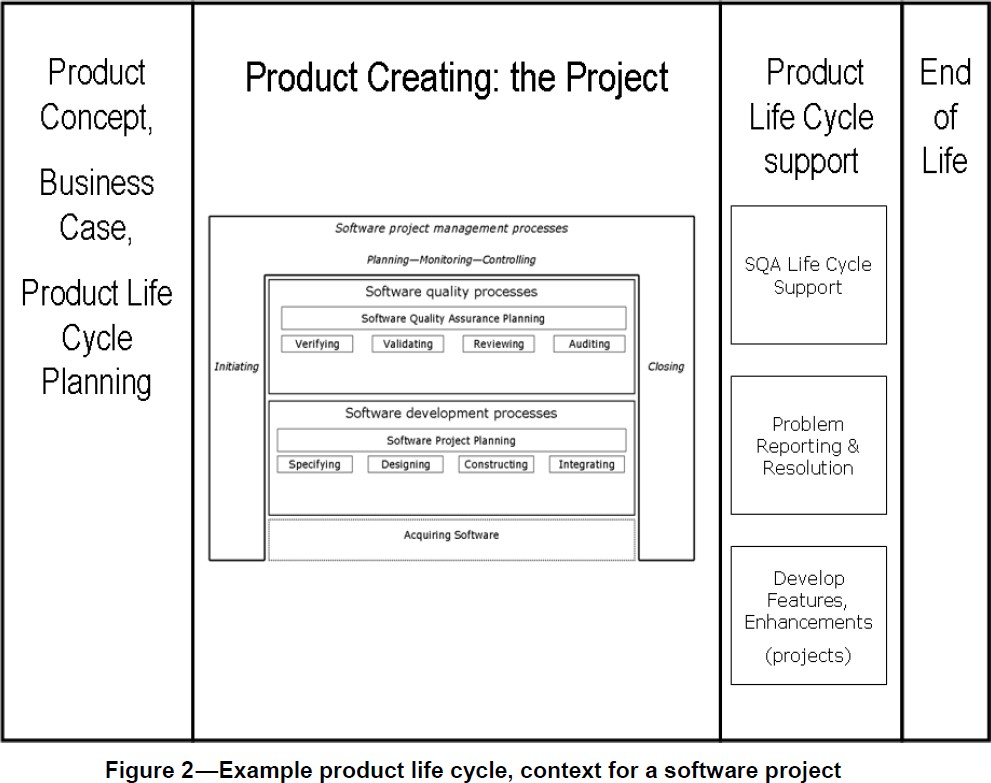 Product
Concept,
Business
Case,
Product Life
Cycle
Planning
Product Creating: the Project
Software project management processes
Planning—Monitoring—Controlling
Initiating
Software quality processes
Software Quality Assurance Planning
Verifying
Validating
Reviewing
Auditing
Software development processes
Software Project Planning
Specifying
Designing
Constructing
Integrating
Acquiring Software
Closing
Product
Life Cycle
support
SQA Life Cycle
Support
Problem
Reporting &
Resolution
Develop
Features,
Enhancements
(projects)
End
of
Life
Figure 2—Example product life cycle, context for a software project